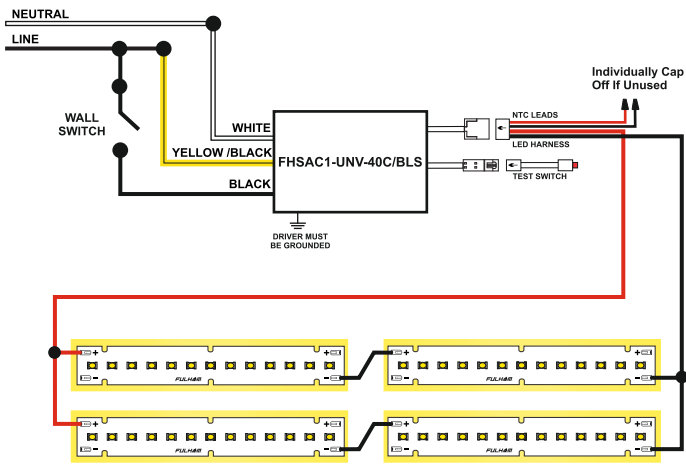 NEUTRAL
LINE
WALL
SWITCH
WHITE
YELLOW /BLACK
BLACK
FHSAC1-UNV-40C/BLS
DRIVER MUST
BE GROUNDED
Individually Cap
Off If Unused
NTC LEADS
LED HARNESS
TEST SWITCH
+ +
- -
FULHAM
+ +
- -
FULHAM
+ +
- -
FULHAM
+ +
- -
FULHAM